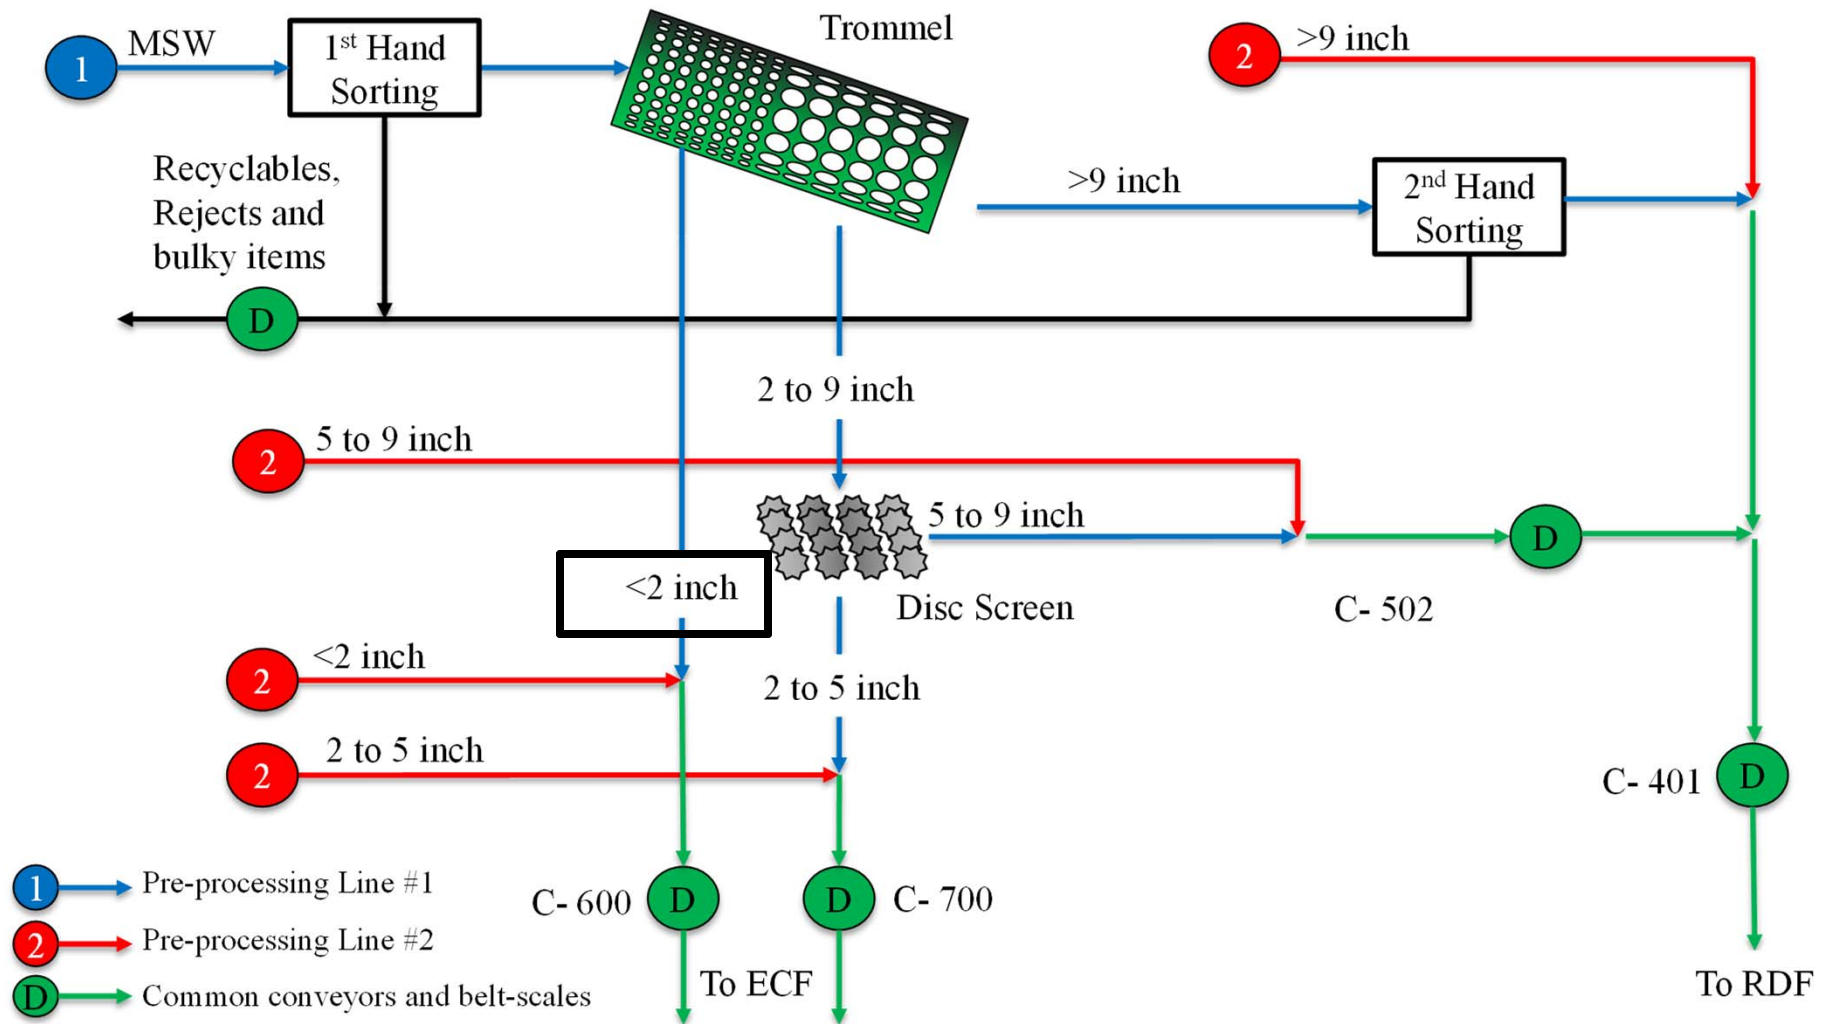 1
MSW
1st Hand
Sorting
Trommel
2
>9 inch
Recyclables,
Rejects and
bulky items
>9 inch
2nd Hand
Sorting
D
2 to 9 inch
2
5 to 9 inch
5 to 9 inch
D
<2 inch
Disc Screen
C- 502
2
<2 inch
2 to 5 inch
2
2 to 5 inch
C- 401
D
1
Pre-processing Line #1
C- 600
D
D
C- 700
2
Pre-processing Line #2
D
Common conveyors and belt-scales
To ECF
To RDF